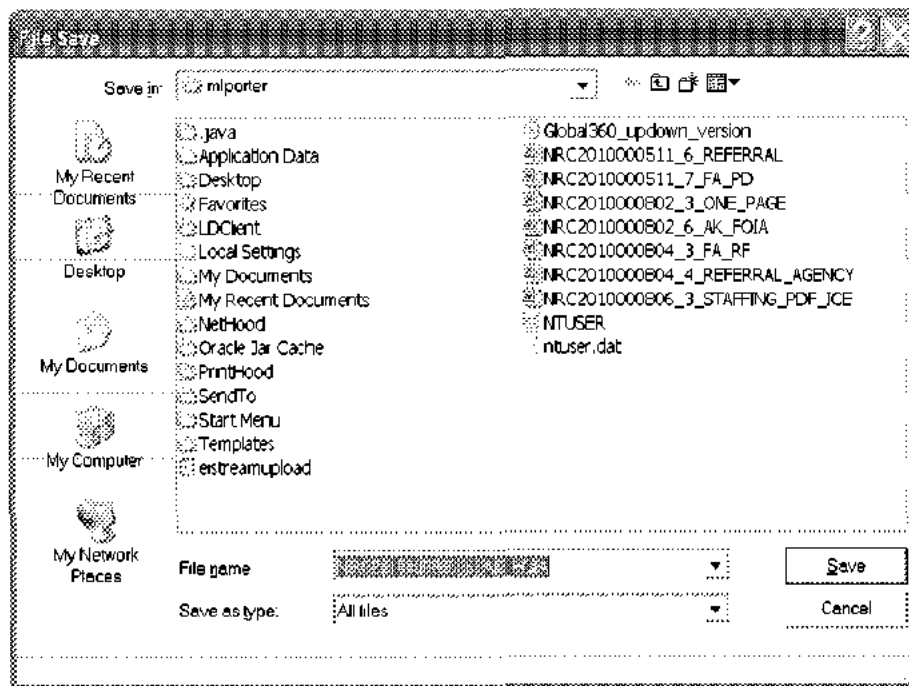 File Save
Save in:
mlporter
My Recent
Documents
Desktop
My Documents
My Computer
My Network
Places
.java
Application Data
Desktop
Favorites
LDClient
Local Settings
My Documents
My Recent Documents
NetHood
Oracle Jar Cache
PrintHood
SendTo
Start Menu
Templates
erstreamupload
Global360_updown_version
NRC2010000511_6_REFERRAL
NRC2010000511_7_FA_PD
NRC2010000802_3_ONE_PAGE
NRC2010000802_6_AK_FOIA
NRC2010000804_3_FA_RF
NRC2010000804_4_REFERRAL_AGENCY
NRC2010000806_3_STAFFING_PDF_ICE
NTUSER
ntuser.dat
File name
Save
Save as type:
All files
Cancel